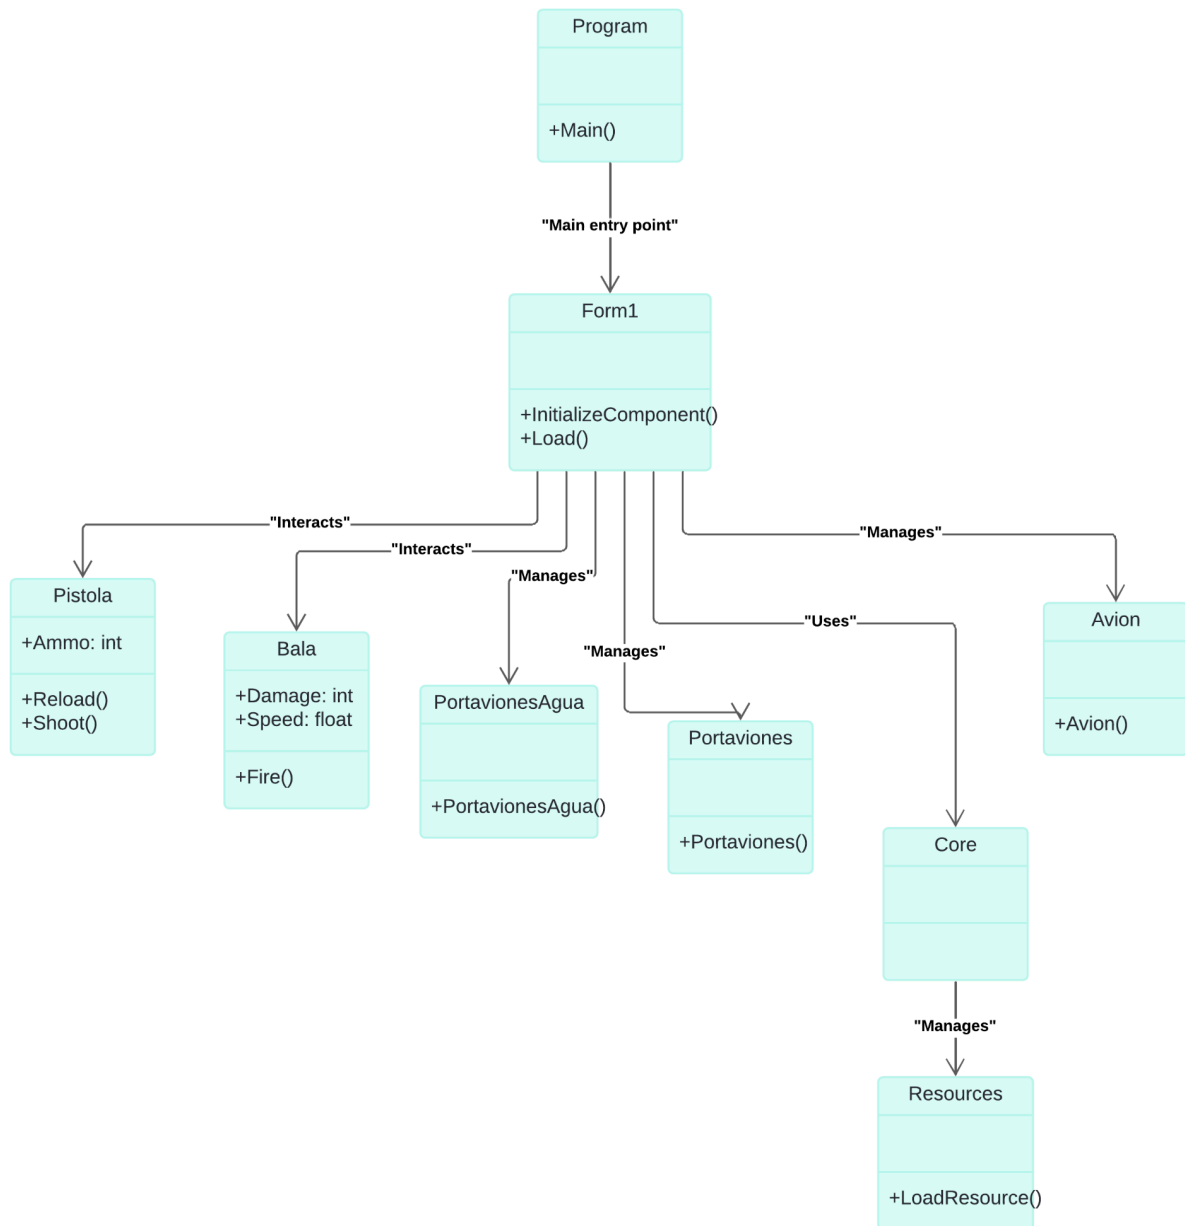 Program
+Main()
"Main entry point"
Form1
+InitializeComponent()
+Load()
"Interacts"
"Interacts"
"Manages"
"Manages"
"Uses"
"Manages"
Pistola
+Ammo: int
+Reload()
+Shoot()
Bala
+Damage: int
+Speed: float
+Fire()
PortavionesAgua
+PortavionesAgua()
Portaviones
+Portaviones()
Avion
+Avion()
Core
"Manages"
Resources
+LoadResource()